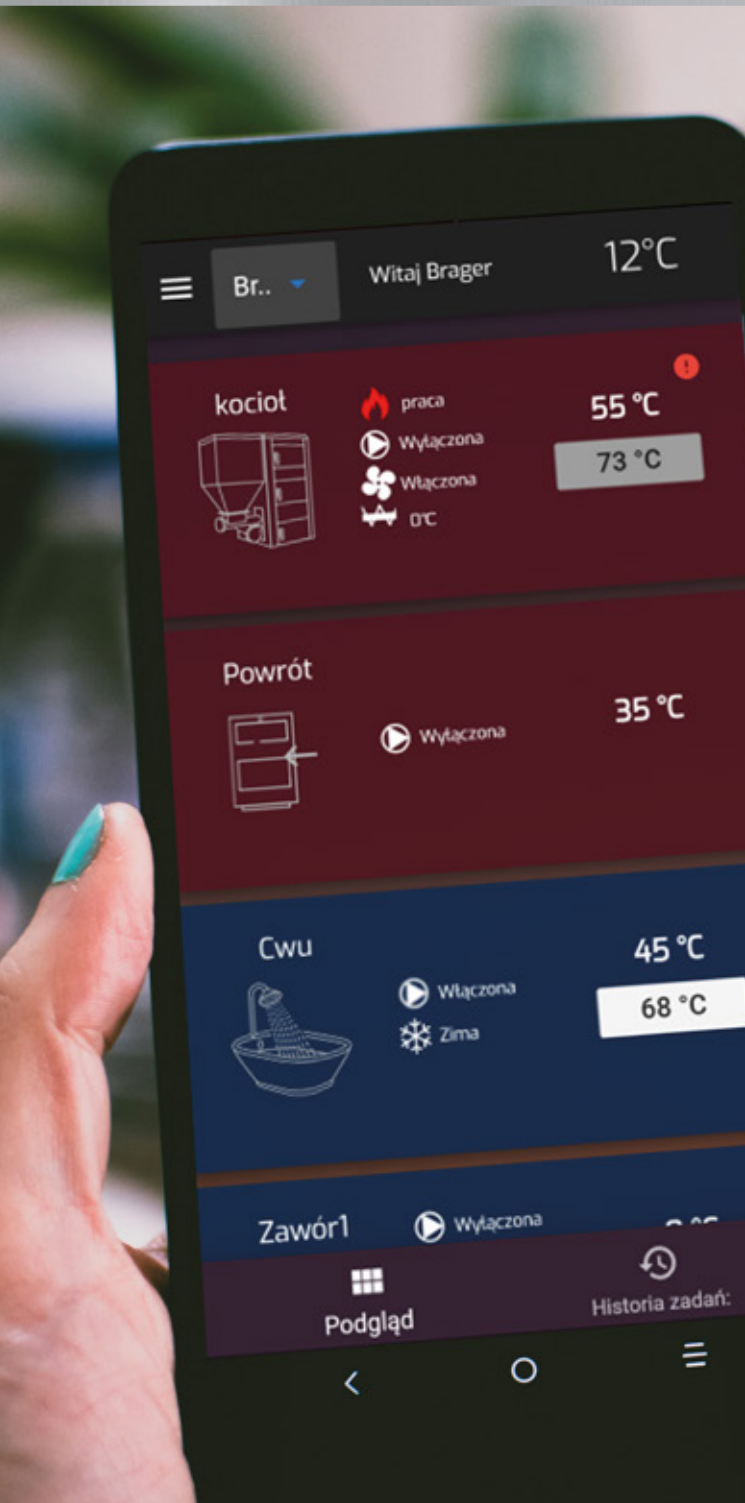 Br..
Witaj Brager
12°C
kocioł
praca
Wyłączona
Włączona
0℃
55 °C
73 °C
Powrót
Wyłączona
35 °C
Cwu
Włączona
Zima
45 °C
68 °C
Zawór1
Wyłączona
Podgląd
Historia zadań: